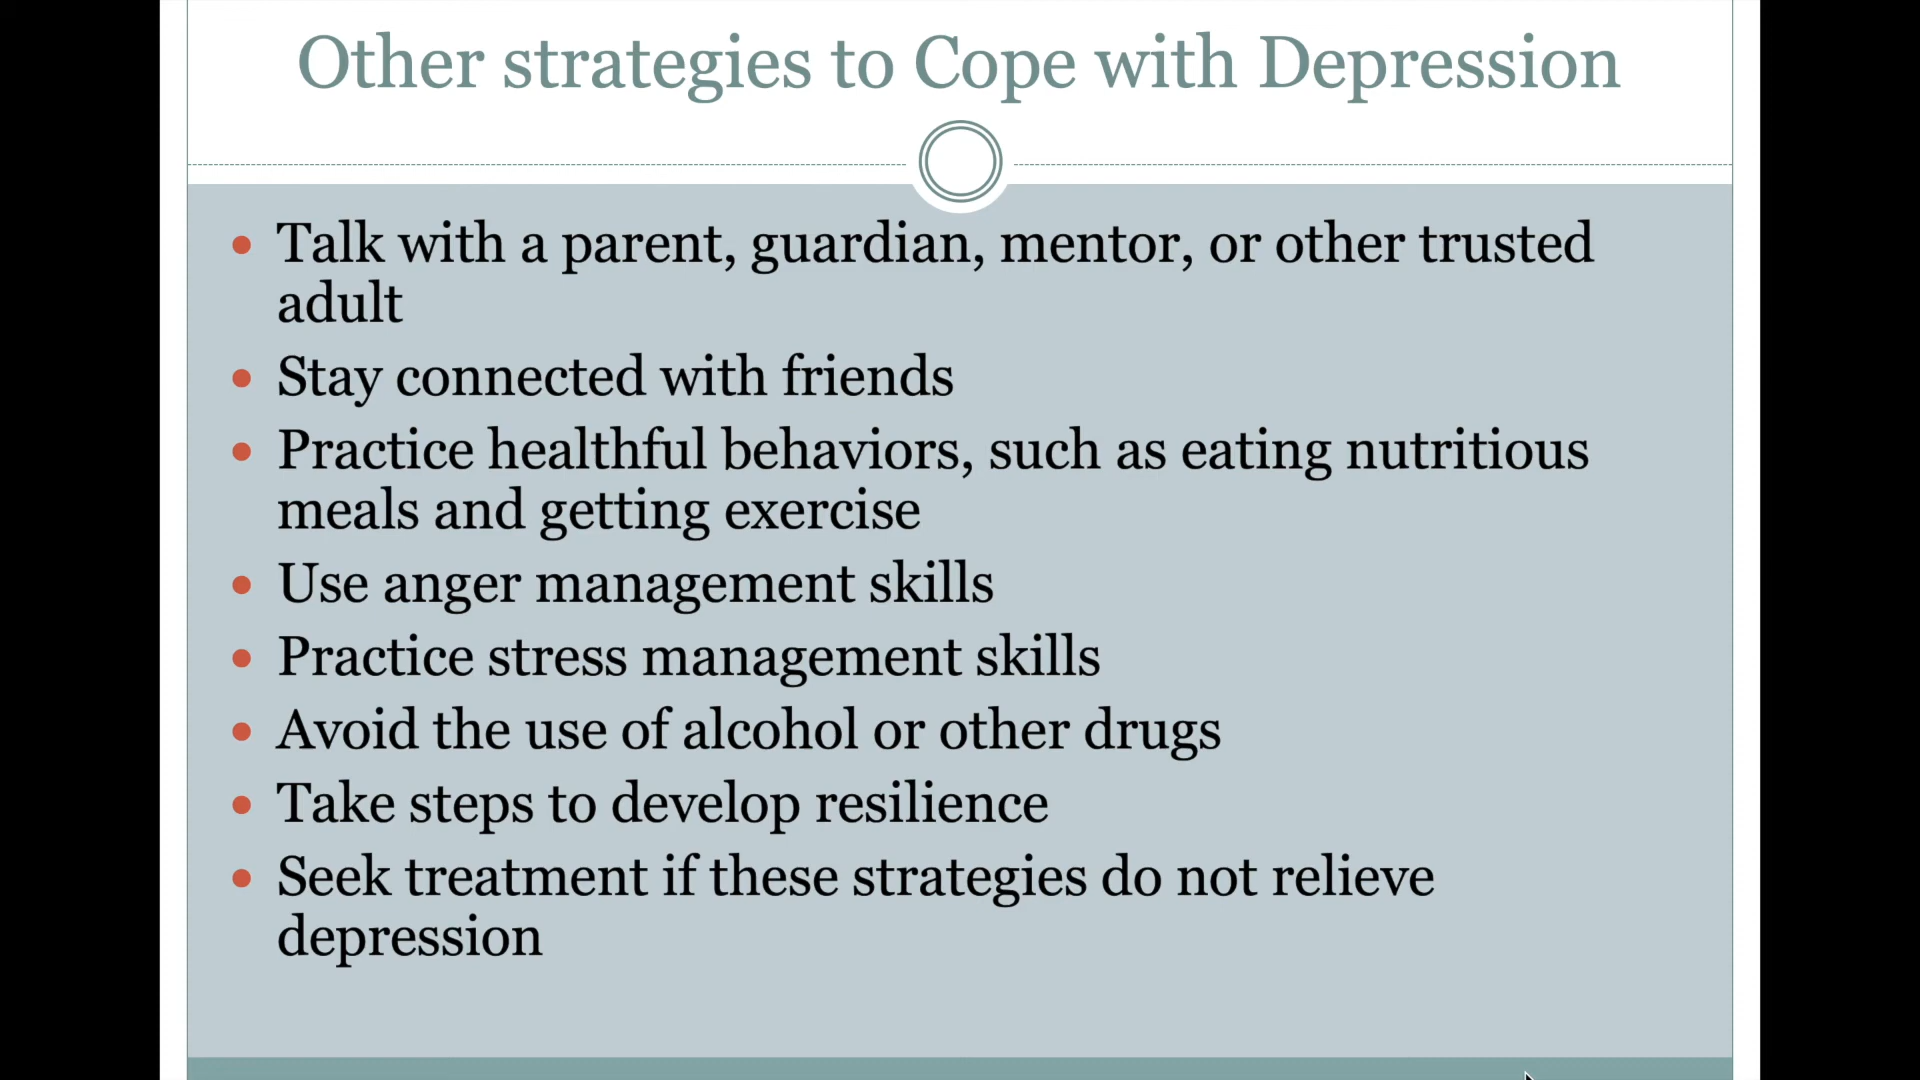 Other strategies to Cope with Depression
• Talk with a parent, guardian, mentor, or other trusted
adult
• Stay connected with friends
• Practice healthful behaviors, such as eating nutritious
meals and getting exercise
• Use anger management skills
• Practice stress management skills
• Avoid the use of alcohol or other drugs
• Take steps to develop resilience
• Seek treatment if these strategies do not relieve
depression